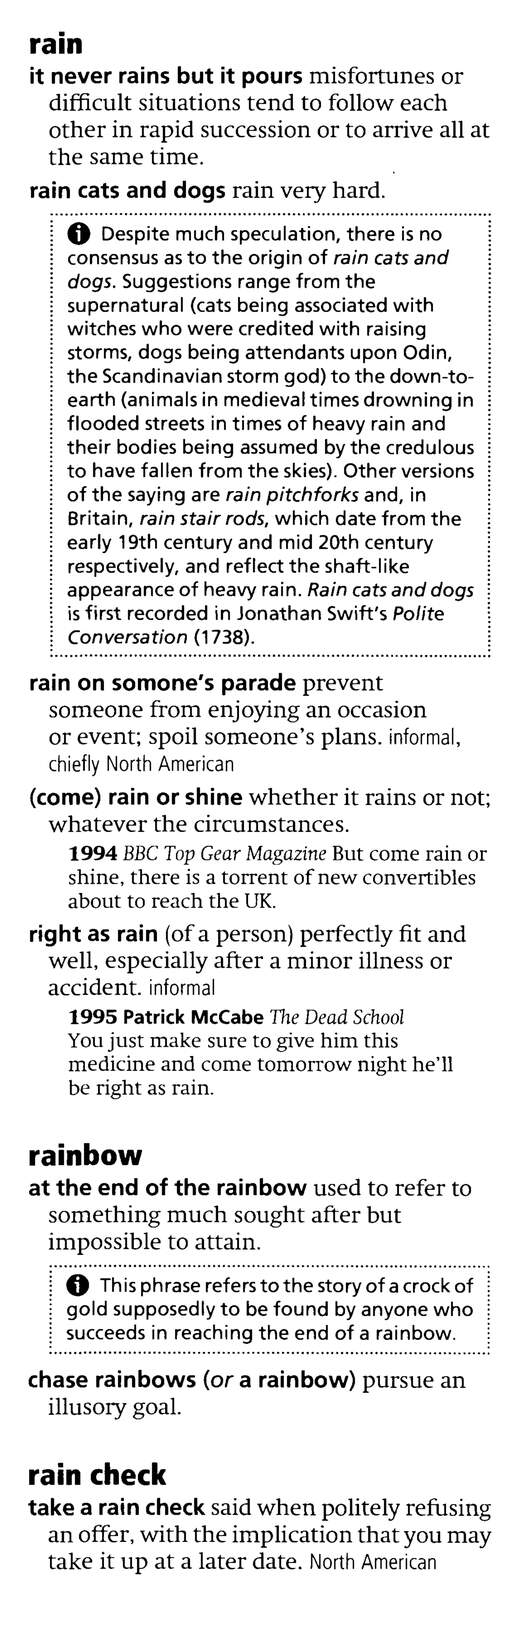 rain
it never rains but it pours misfortunes or
difficult situations tend to follow each
other in rapid succession or to arrive all at
the same time.
rain cats and dogs rain very hard.
Despite much speculation, there is no
consensus as to the origin of rain cats and
dogs. Suggestions range from the
supernatural (cats being associated with
witches who were credited with raising
storms, dogs being attendants upon Odin,
the Scandinavian storm god) to the down-to-
earth (animals in medieval times drowning in
flooded streets in times of heavy rain and
their bodies being assumed by the credulous
to have fallen from the skies). Other versions
of the saying are rain pitchforks and, in
Britain, rain stair rods, which date from the
early 19th century and mid 20th century
respectively, and reflect the shaft-like
appearance of heavy rain. Rain cats and dogs
is first recorded in Jonathan Swift's Polite
Conversation (1738).
rain on somone's parade prevent
someone from enjoying an occasion
or event; spoil someone's plans. informal,
chiefly North American
(come) rain or shine whether it rains or not;
whatever the circumstances.
1994 BBC Top Gear Magazine But come rain or
shine, there is a torrent of new convertibles
about to reach the UK.
right as rain (of a person) perfectly fit and
well, especially after a minor illness or
accident. informal
1995 Patrick McCabe The Dead School
You just make sure to give him this
medicine and come tomorrow night he'll
be right as rain.
rainbow
at the end of the rainbow used to refer to
something much sought after but
impossible to attain.
This phrase refers to the story of a crock of
gold supposedly to be found by anyone who
succeeds in reaching the end of a rainbow.
chase rainbows (or a rainbow) pursue an
illusory goal.
rain check
take a rain check said when politely refusing
an offer, with the implication that you may
take it up at a later date. North American